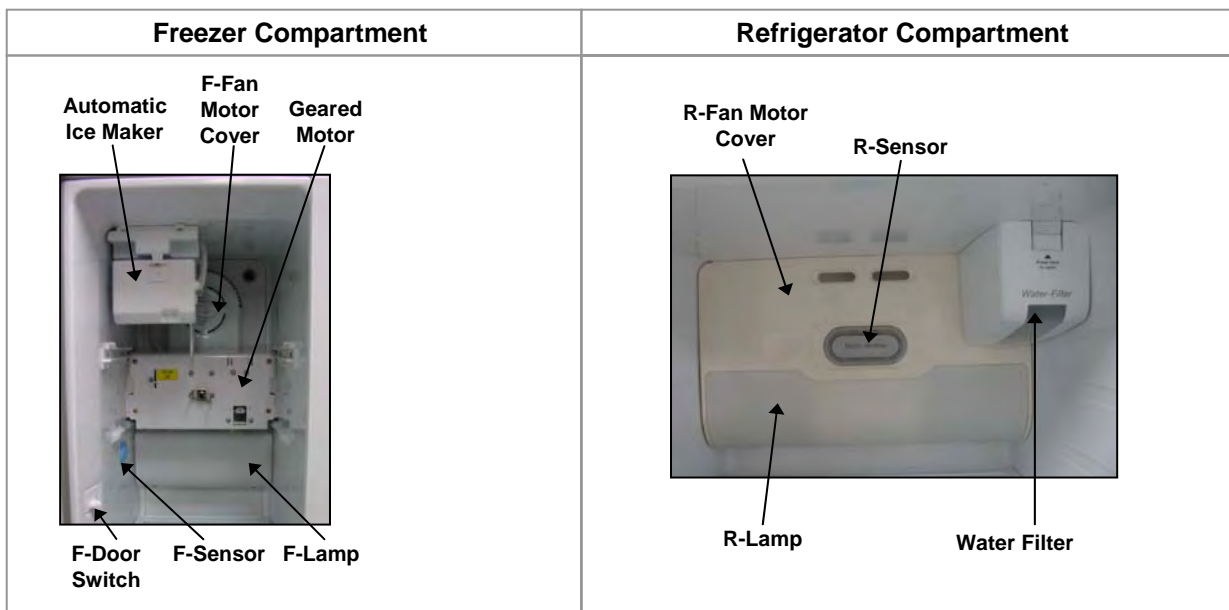 Freezer Compartment
Refrigerator Compartment
Automatic
Ice Maker
F-Fan
Motor
Cover
Geared
Motor
F-Door
Switch
F-Sensor
F-Lamp
R-Fan Motor
Cover
R-Sensor
Water-Filter
R-Lamp
Water Filter